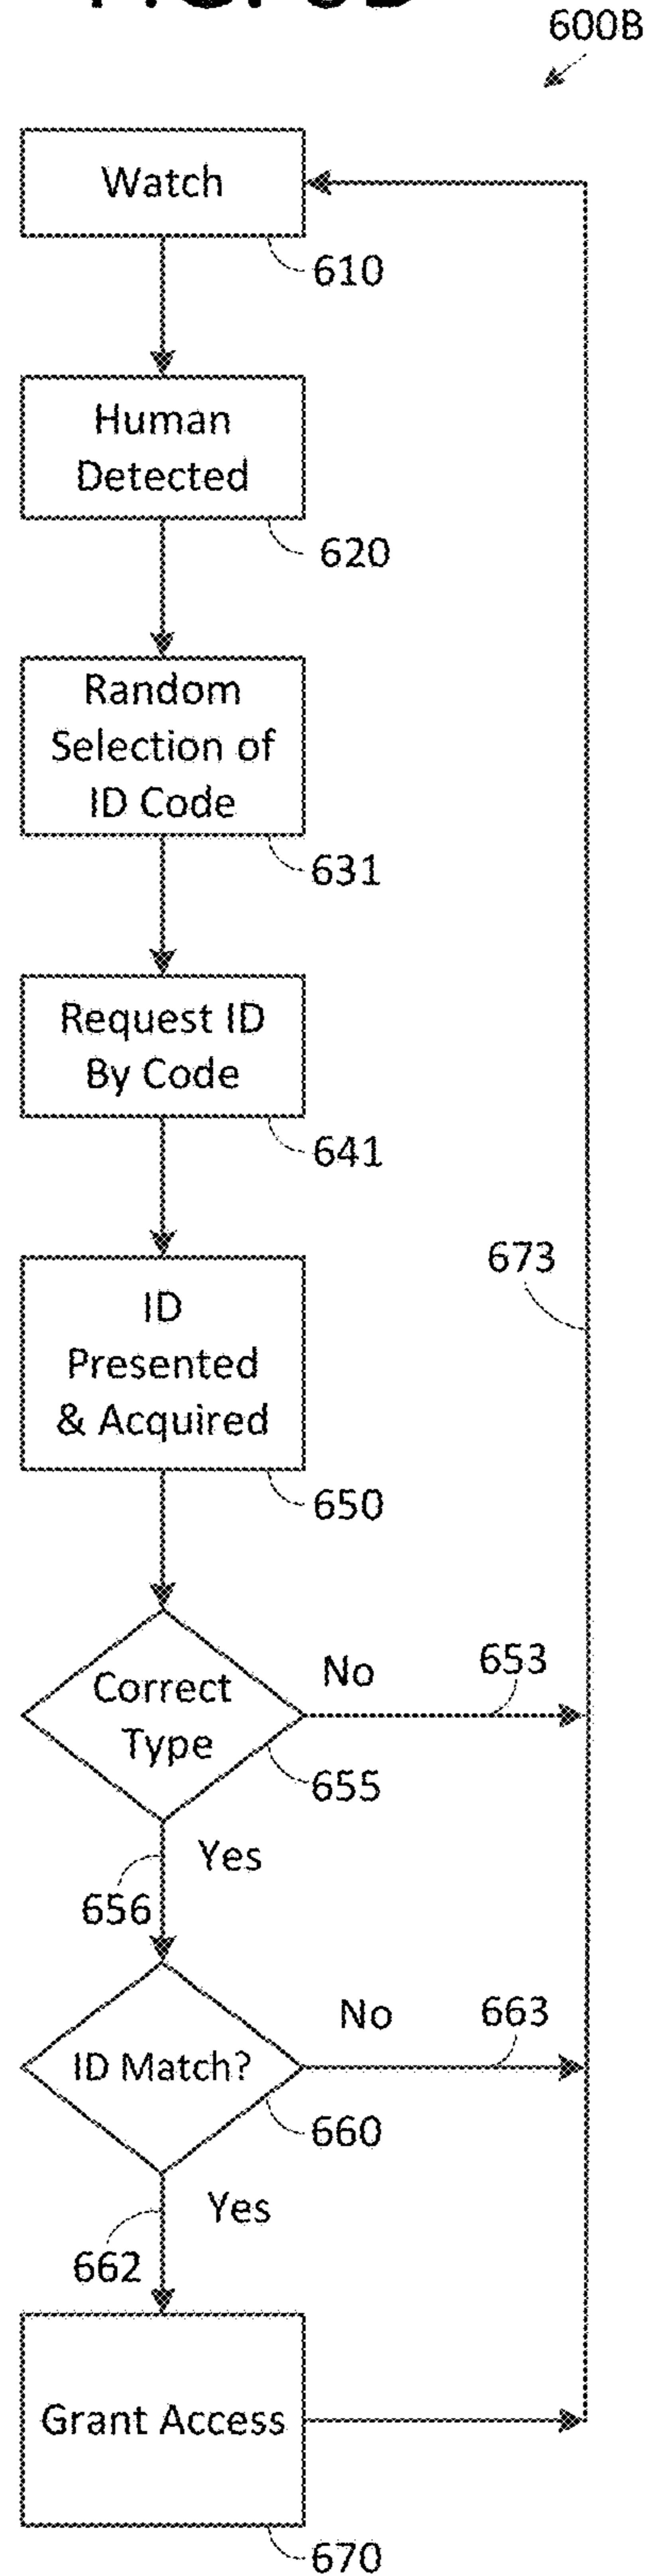 600B
Watch
610
Human
Detected
620
Random
Selection of
ID Code
631
Request ID
By Code
641
673
ID
Presented
& Acquired
650
No
653
Correct
Type
655
Yes
656
No
663
ID Match?
660
Yes
662
Grant Access
670